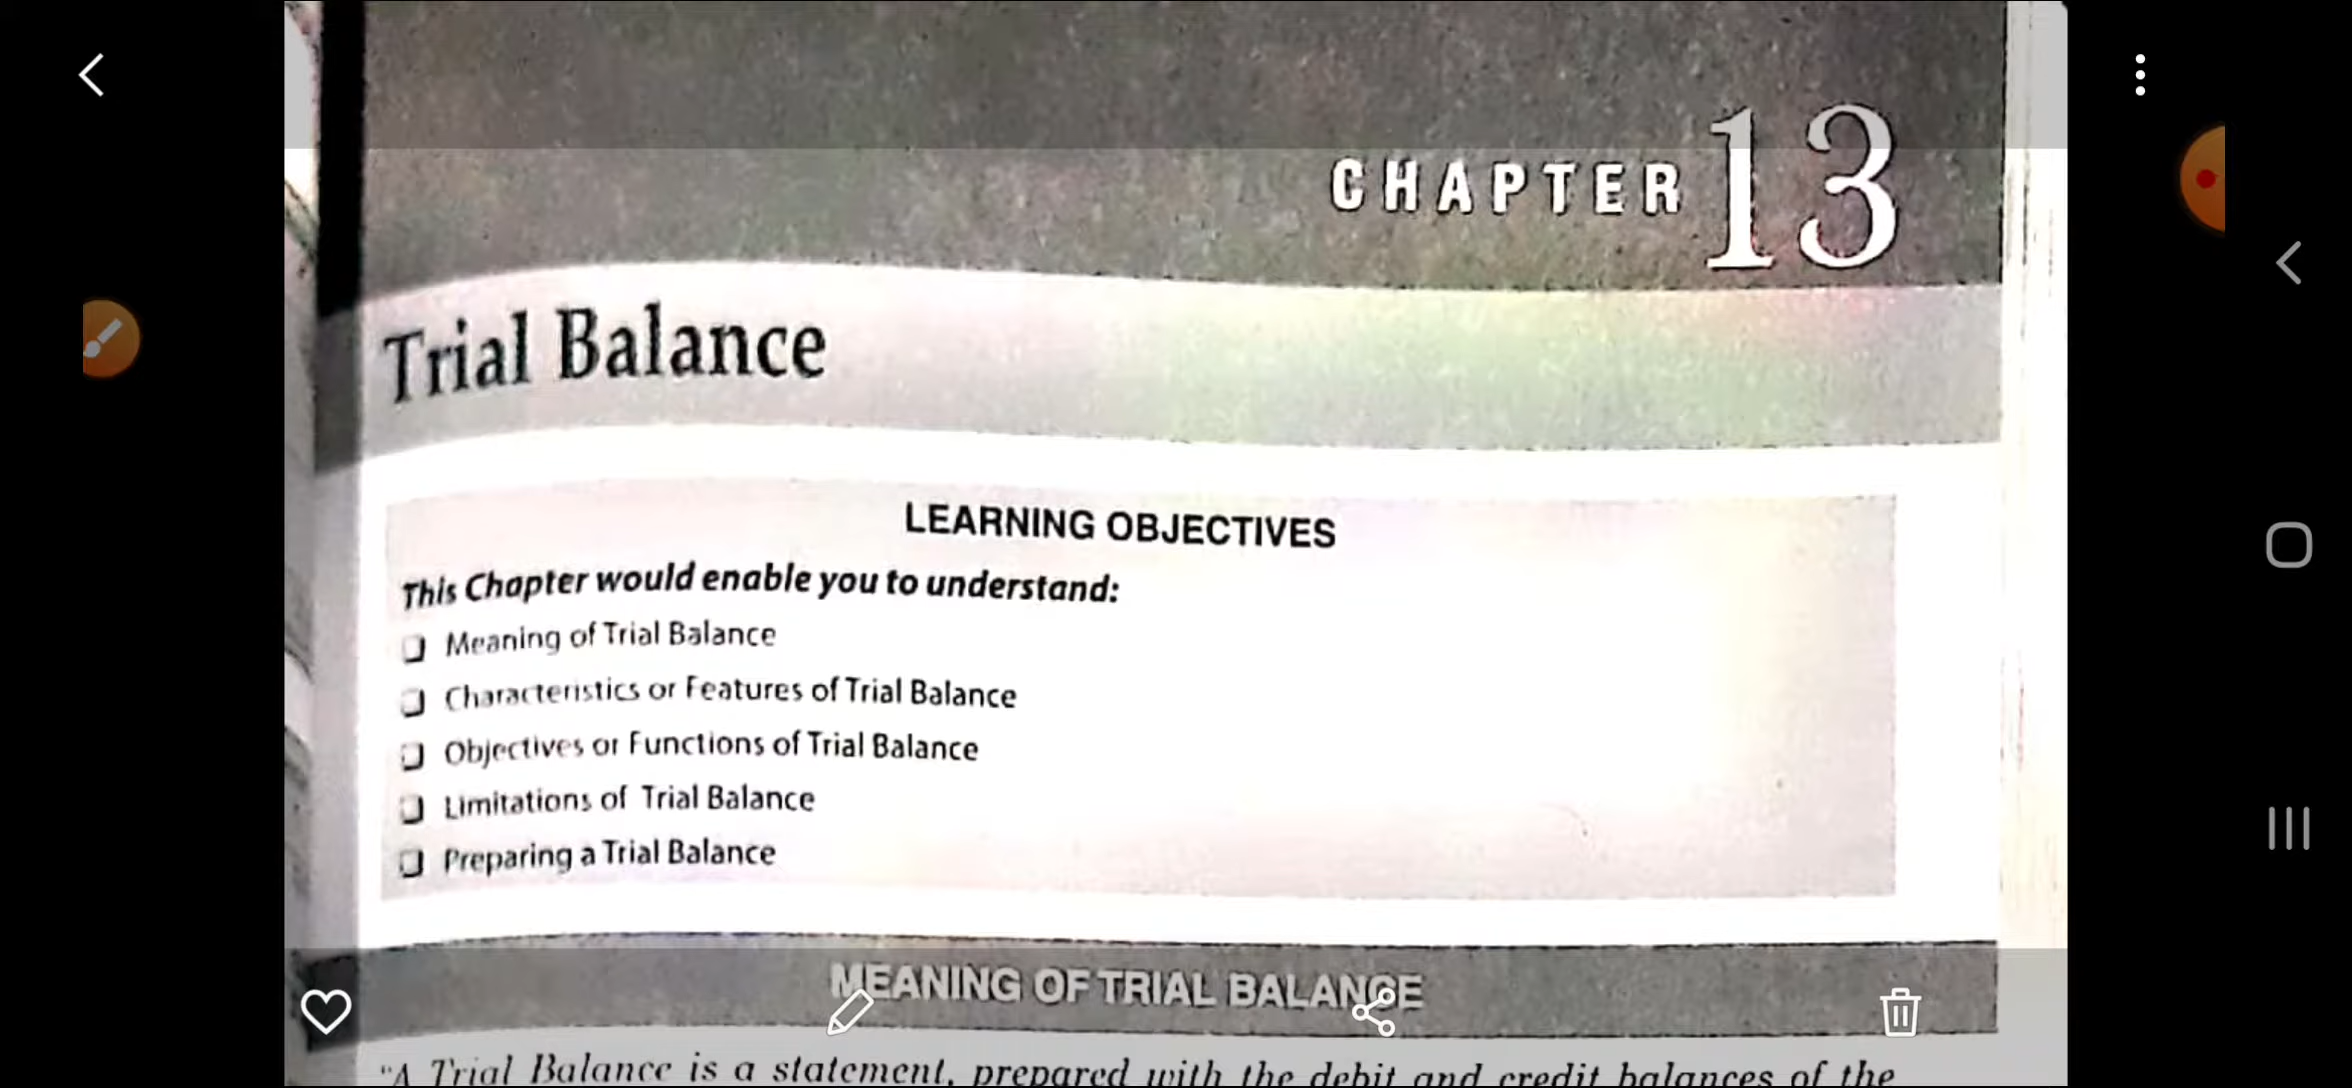 CHAPTER 13
Trial Balance
LEARNING OBJECTIVES
This Chapter would enable you to understand:
❑ Meaning of Trial Balance
❑ Characteristics or Features of Trial Balance
❑ Objectives or Functions of Trial Balance
❑ Limitations of Trial Balance
❑ Preparing a Trial Balance
MEANING OF TRIAL BALANCE
"A Trial Balance is a statement, prepared with the debit and credit balances of the